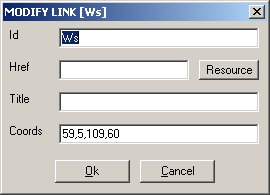 MODIFY LINK [Ws]
Id Ws
Href Resource
Title
Coords 59,5,109,60
Ok Cancel